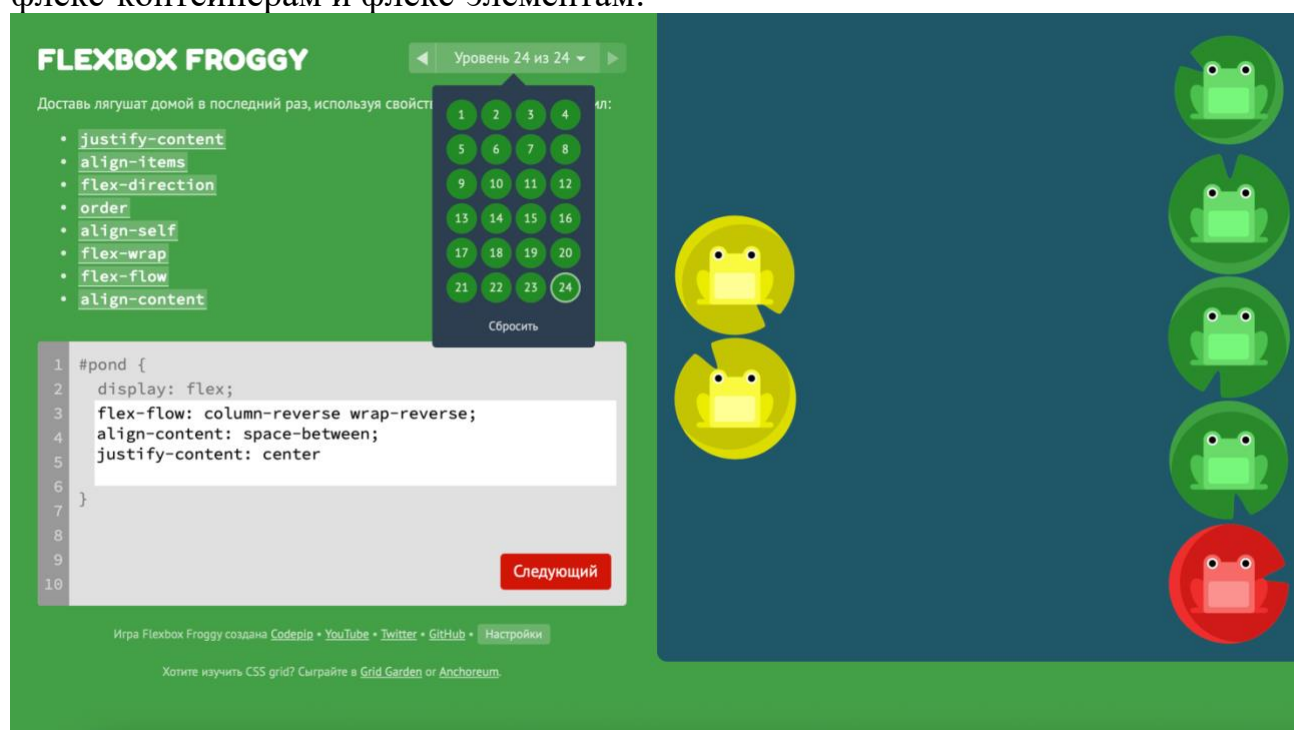 флекс-контейнерам и флекс-элементам.
FLEXBOX FROGGY
Уровень 24 из 24
Доставь лягушат домой в последний раз, используя свойст
ил:
justify-content
align-items
flex-direction
order
align-self
flex-wrap
flex-flow
align-content
1 2 3 4
5 6 7 8
9 10 11 12
13 14 15 16
17 18 19 20
21 22 23 24
Сбросить
1 #pond {
2 display: flex;
3 flex-flow: column-reverse wrap-reverse;
4 align-content: space-between;
5 justify-content: center
6
7 }
8
9
10
Следующий
Игра Flexbox Froggy создана Codepip • YouTube • Twitter • GitHub • Настройки
Хотите изучить CSS grid? Сыграйте в Grid Garden or Anchoreum.